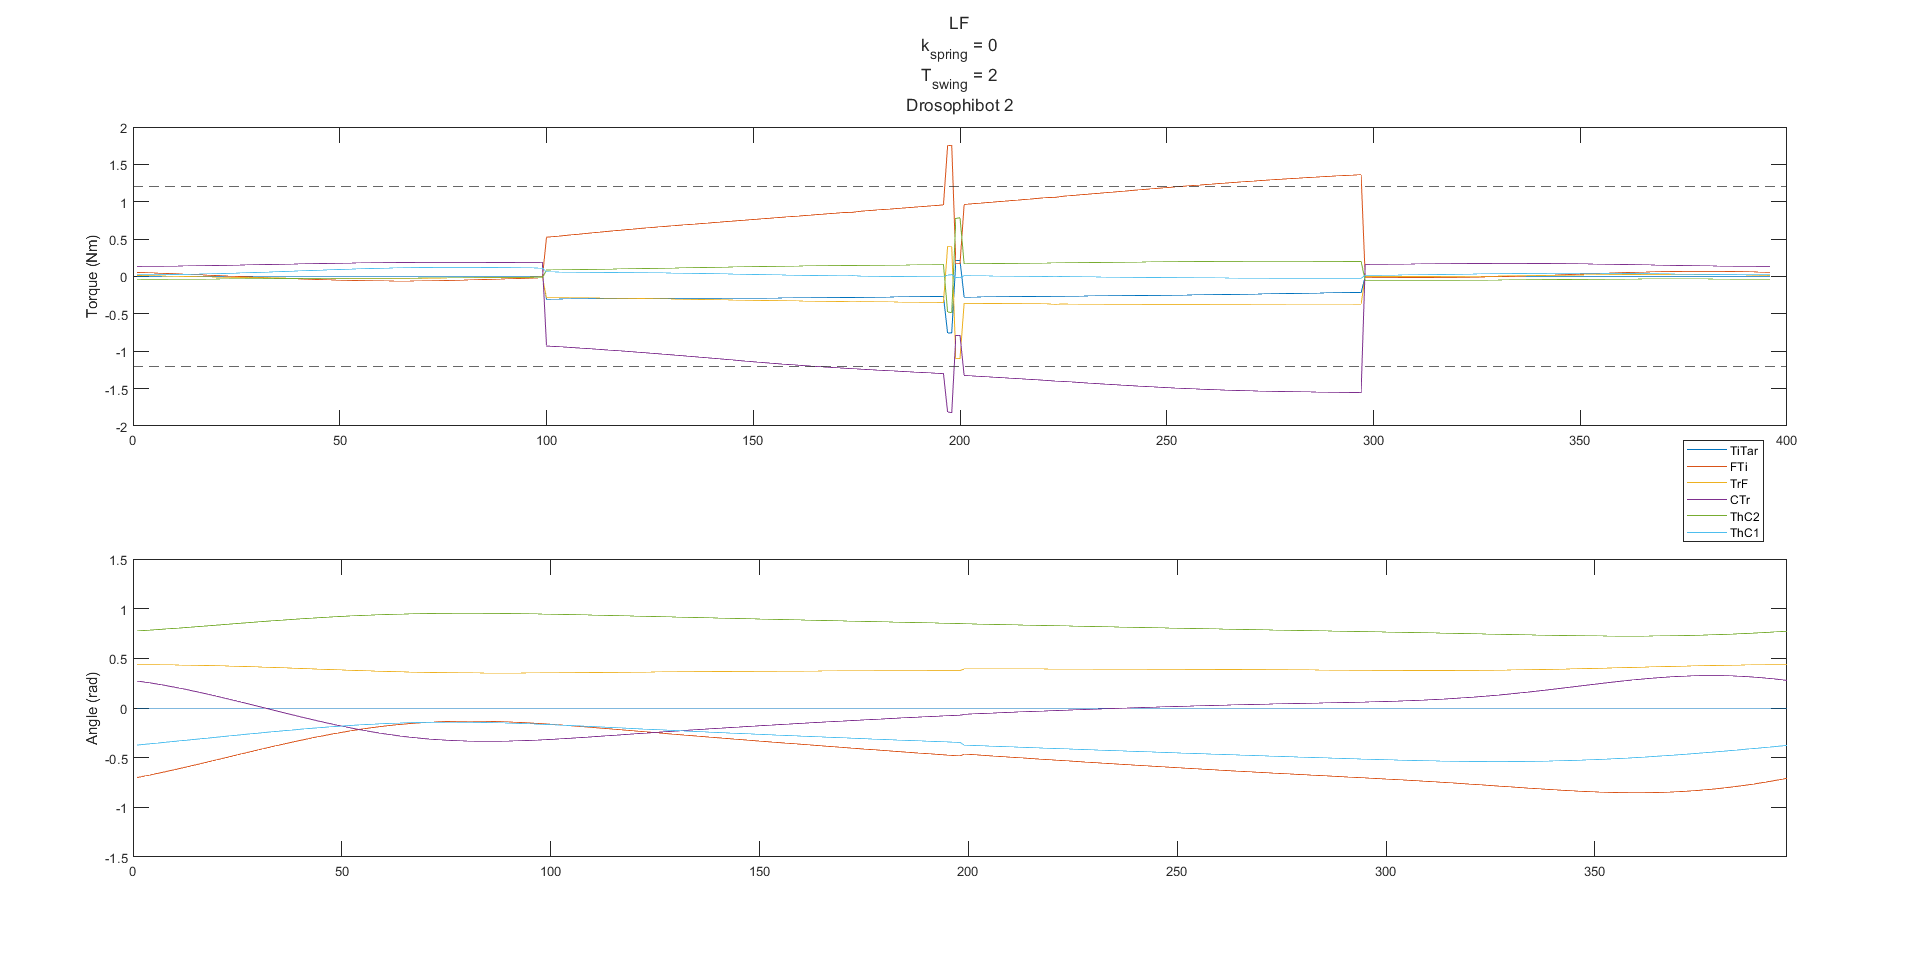 LF
k_spring = 0
T_swing = 2
Drosophibot 2
2
1.5
1
0.5
0
-0.5
-1
-1.5
-2
Torque (Nm)
0 50 100 150 200 250 300 350 400
TiTar
FTi
TrF
CTr
ThC2
ThC1
1.5
1
0.5
0
-0.5
-1
-1.5
Angle (rad)
0 50 100 150 200 250 300 350